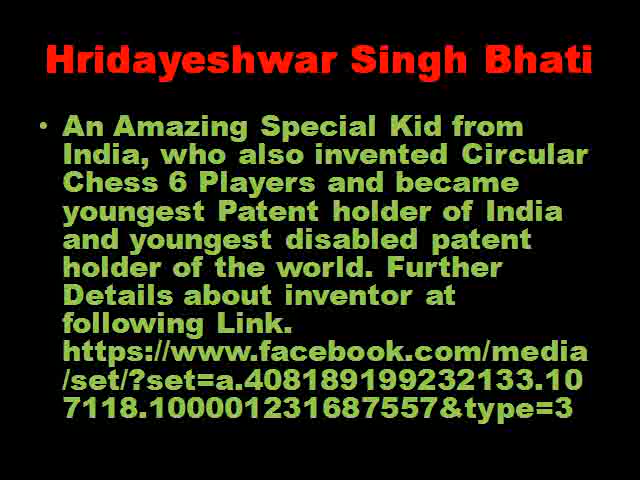 Hridayeshwar Singh Bhati
• An Amazing Special Kid from
India, who also invented Circular
Chess 6 Players and became
youngest Patent holder of India
and youngest disabled patent
holder of the world. Further
Details about inventor at
following Link.
https://www.facebook.com/media
/set/?set=a.408189199232133.10
7118.100001231687557&type=3